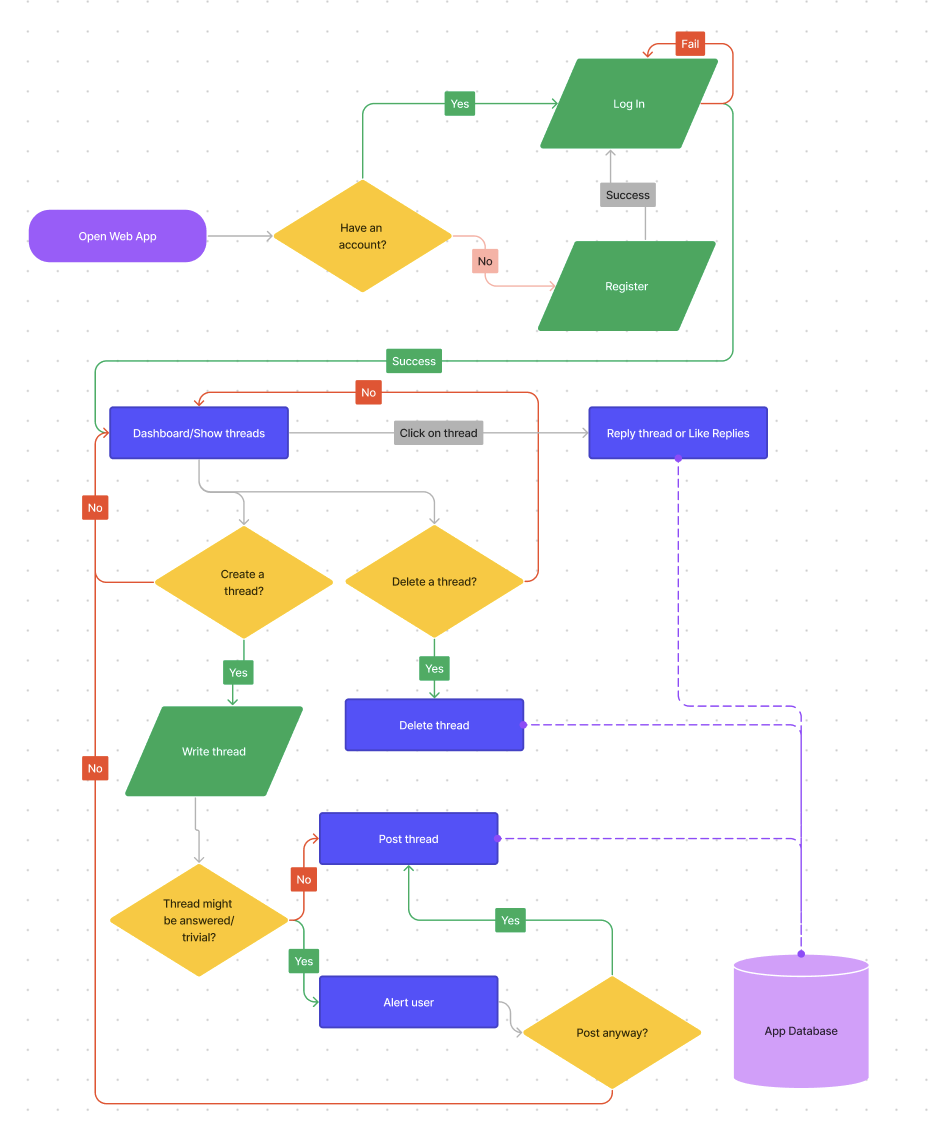 Fail
Log In
Yes
Success
Open Web App
Have an
account?
No
Register
Success
No
Dashboard/Show threads
Click on thread
Reply thread or Like Replies
No
Create a
thread?
Delete a thread?
Yes
Yes
Delete thread
Write thread
No
Post thread
No
Thread might
be answered/
trivial?
Yes
Yes
Alert user
Post anyway?
App Database